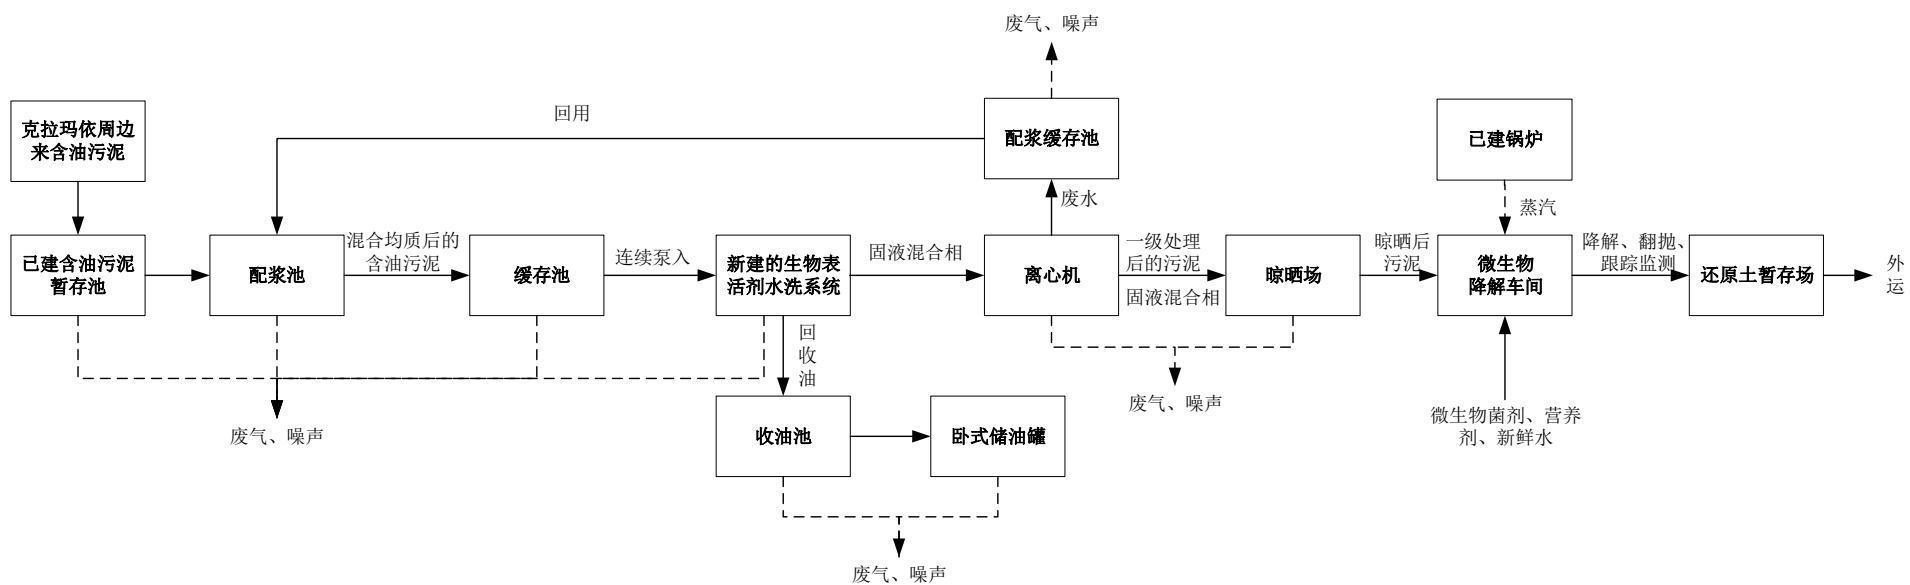 废气、噪声
克拉玛依周边
来含油污泥
回用
配浆缓存池
已建锅炉
废水
蒸汽
已建含油污泥
暂存池
配浆池
混合均质后的
含油污泥
缓存池
连续泵入
新建的生物表
活剂水洗系统
固液混合相
离心机
一级处理
后的污泥
固液混合相
晾晒场
晾晒后
污泥
微生物
降解车间
降解、翻抛、
跟踪监测
还原土暂存场
外
运
回
收
油
废气、噪声
收油池
卧式储油罐
废气、噪声
微生物菌剂、营养
剂、新鲜水
废气、噪声